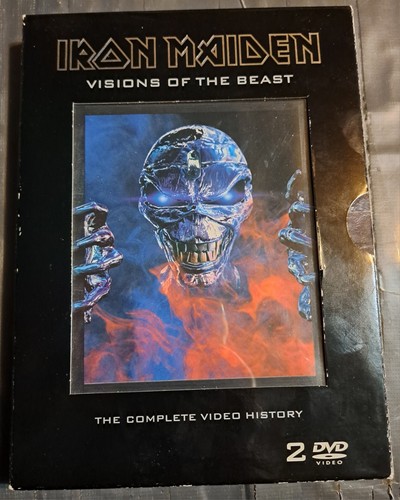 IRON MAIDEN
VISIONS OF THE BEAST
THE COMPLETE VIDEO HISTORY
2 DVD
VIDEO